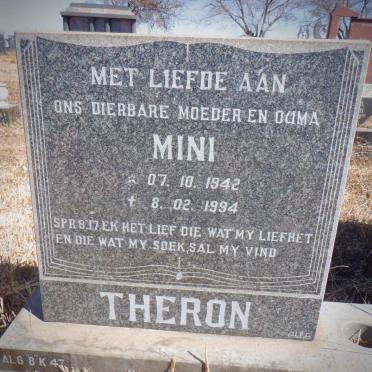 MET LIEFDE AAN
ONS DIERBARE MOEDER EN OUMA
MINI
☆ 07. 10. 1942
✝ 8. 02. 1994
SPR 8:17, EK HET LIEF DIE WAT MY LIEFHET
EN DIE WAT MY SOEK, SAL MY VIND
THERON
ALG B K 47